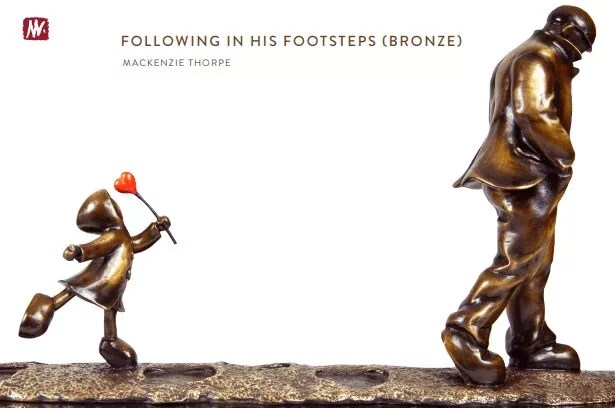 FOLLOWING IN HIS FOOTSTEPS (BRONZE)
MACKENZIE THORPE